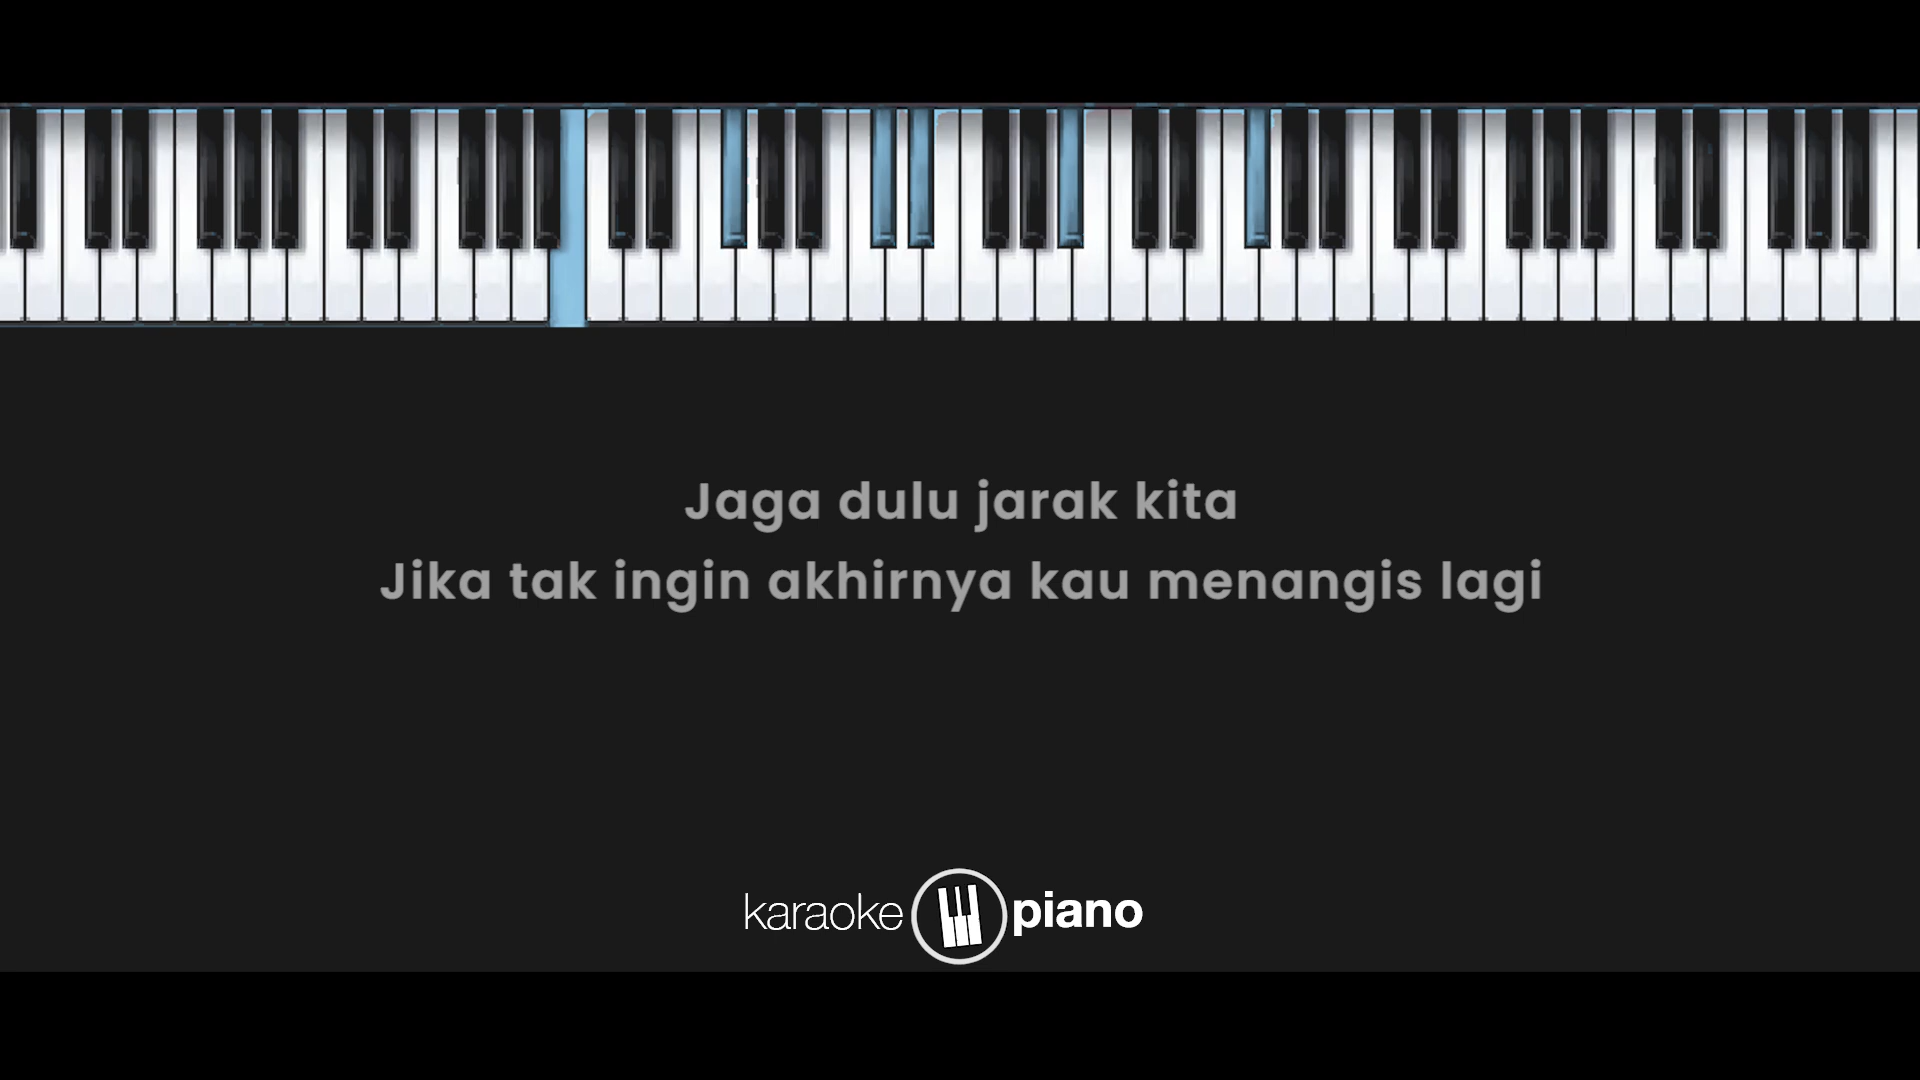 Jaga dulu jarak kita
Jika tak ingin akhirnya kau menangis lagi
karaoke piano